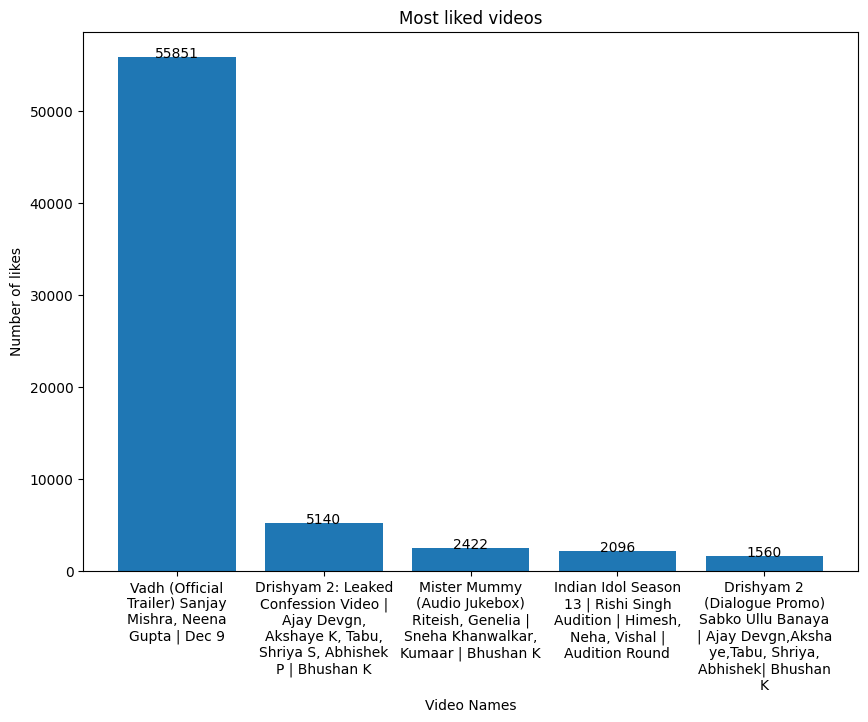 Most liked videos
55851
50000
40000
30000
20000
10000
0
Number of likes
5140
2422
2096
1560
Vadh (Official
Trailer) Sanjay
Mishra, Neena
Gupta | Dec 9
Drishyam 2: Leaked
Confession Video |
Ajay Devgn,
Akshaye K, Tabu,
Shriya S, Abhishek
P | Bhushan K
Mister Mummy
(Audio Jukebox)
Riteish, Genelia |
Sneha Khanwalkar,
Kumaar | Bhushan K
Indian Idol Season
13 | Rishi Singh
Audition | Himesh,
Neha, Vishal |
Audition Round
Drishyam 2
(Dialogue Promo)
Sabko Ullu Banaya
| Ajay Devgn,Aksha
ye,Tabu, Shriya,
Abhishek| Bhushan
K
Video Names